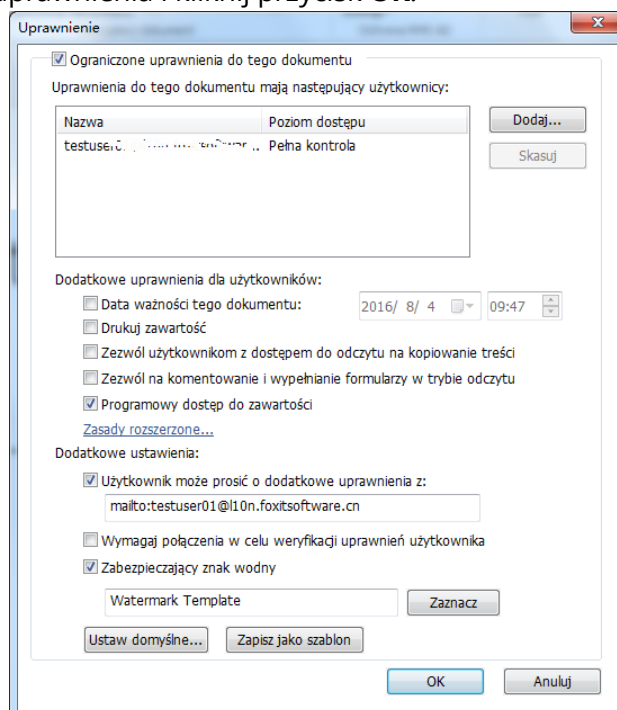 uprawnienia i kliknij przycisk OK.
Uprawnienie
Ograniczone uprawnienia do tego dokumentu
Uprawnienia do tego dokumentu mają następujący użytkownicy:
Nazwa Poziom dostępu
Dodaj...
Pełna kontrola
Skasuj
Dodatkowe uprawnienia dla użytkowników:
Data ważności tego dokumentu: 2016/ 8/ 4 09:47
Drukuj zawartość
Zezwól użytkownikom z dostępem do odczytu na kopiowanie treści
Zezwól na komentowanie i wypełnianie formularzy w trybie odczytu
Programowy dostęp do zawartości
Zasady rozszerzone...
Dodatkowe ustawienia:
Użytkownik może prosić o dodatkowe uprawnienia z:
mailto:testuser01@l10n.foxitsoftware.cn
Wymagaj połączenia w celu weryfikacji uprawnień użytkownika
Zabezpieczający znak wodny
Watermark Template Zaznacz
Ustaw domyślne... Zapisz jako szablon
OK Anuluj